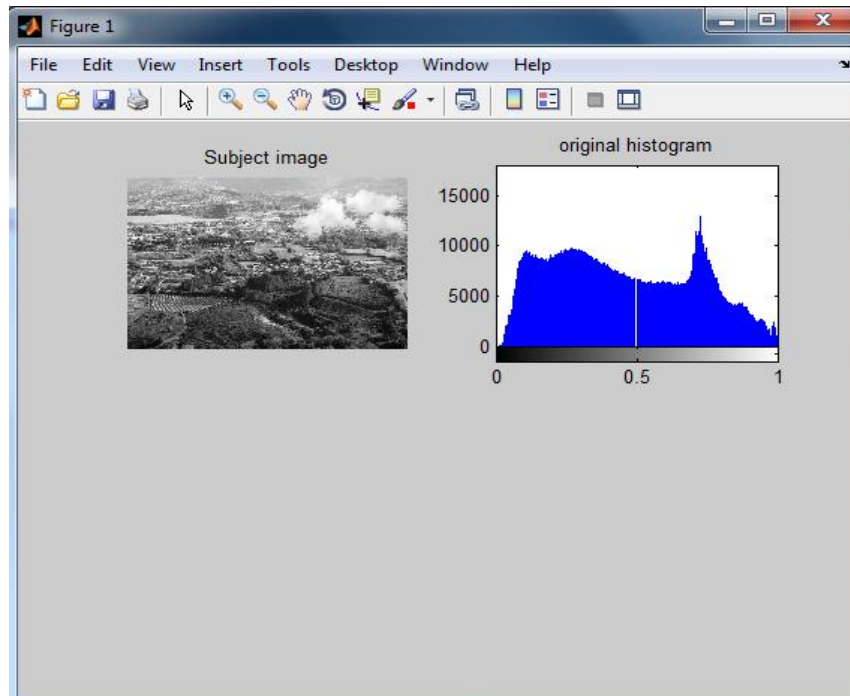 Figure 1
File Edit View Insert Tools Desktop Window Help
Subject image
original histogram
15000
10000
5000
0
0 0.5 1